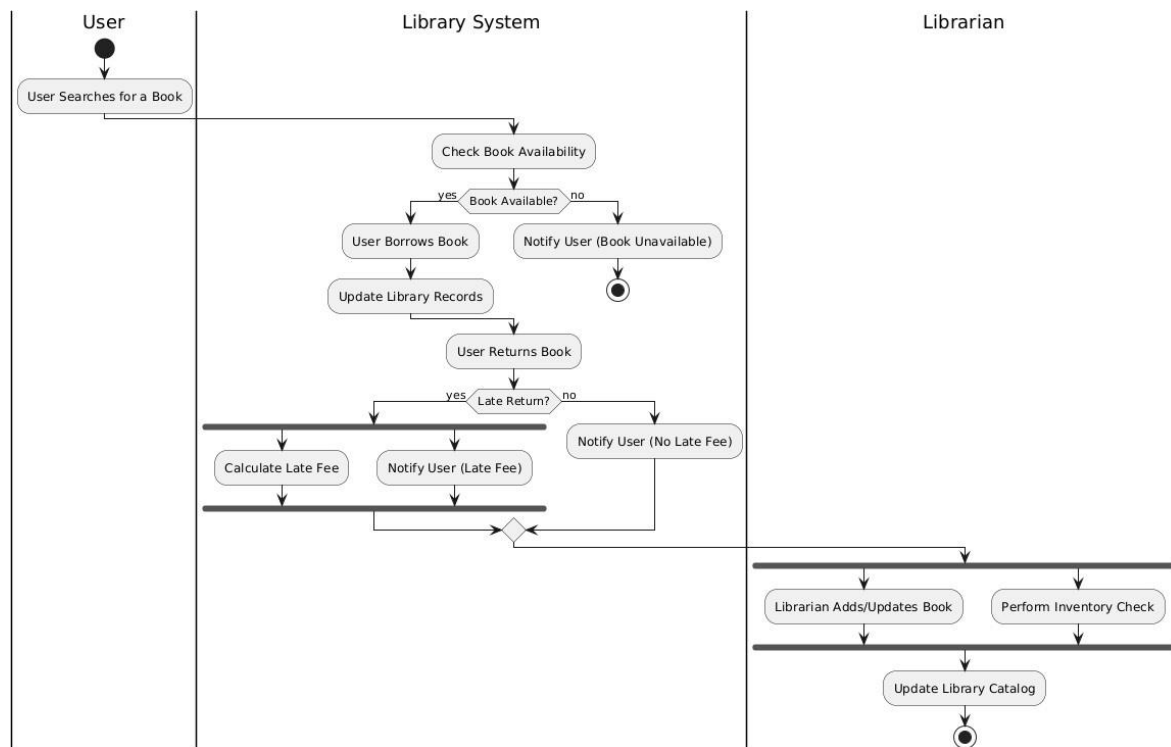 User
Library System
Librarian
User Searches for a Book
Check Book Availability
yes
Book Available?
no
User Borrows Book
Notify User (Book Unavailable)
Update Library Records
User Returns Book
yes
Late Return?
no
Notify User (No Late Fee)
Calculate Late Fee
Notify User (Late Fee)
Librarian Adds/Updates Book
Perform Inventory Check
Update Library Catalog